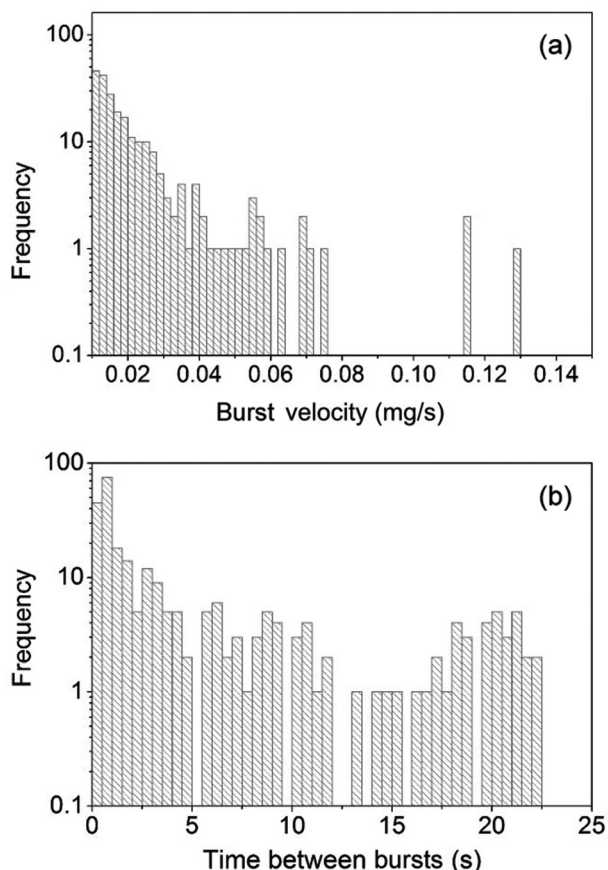 100
(a)
10
Frequency
1
0.1
0.02 0.04 0.06 0.08 0.10 0.12 0.14
Burst velocity (mg/s)
100
(b)
10
Frequency
1
0.1
0 5 10 15 20 25
Time between bursts (s)